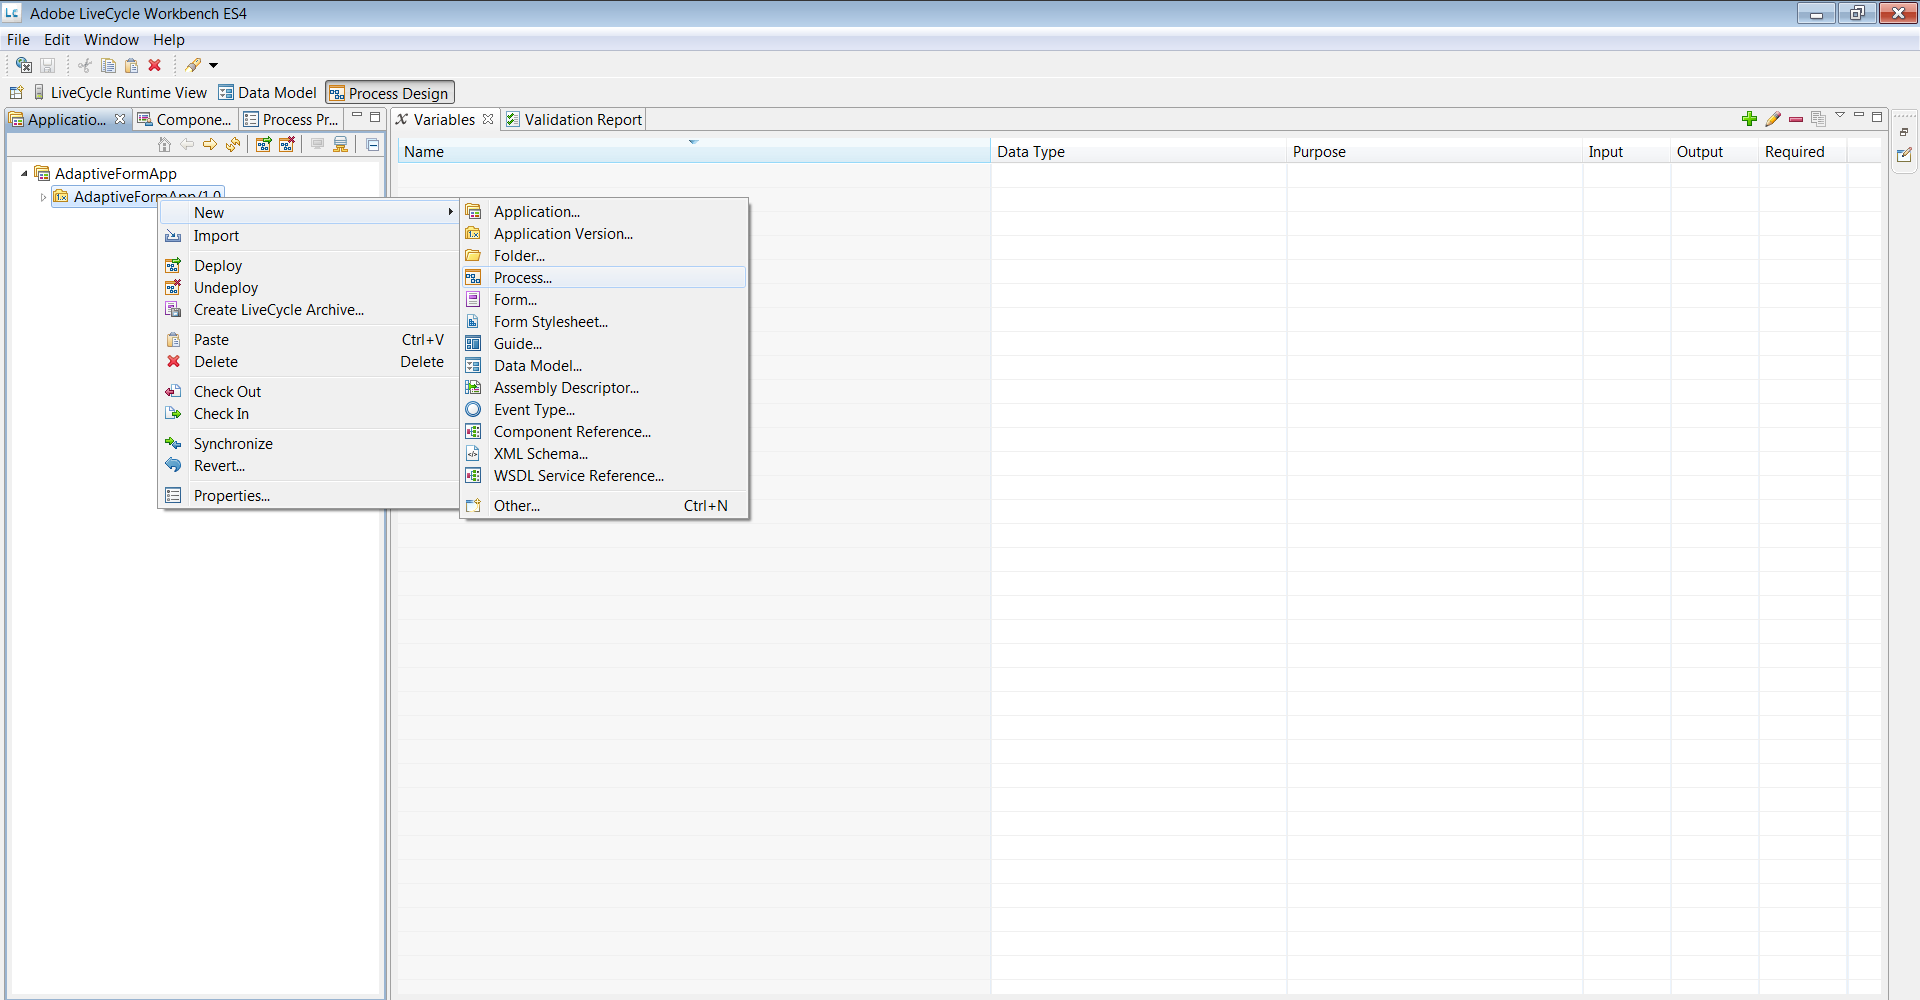 Lc Adobe LiveCycle Workbench ES4
File Edit Window Help
LiveCycle Runtime View Data Model Process Design
Applicatio... Compone... Process Pr... Variables Validation Report
Name Data Type Purpose Input Output Required
AdaptiveFormApp
AdaptiveFormApp/1.0
New
Import
Deploy
Undeploy
Create LiveCycle Archive...
Paste Ctrl+V
Delete Delete
Check Out
Check In
Synchronize
Revert...
Properties...
Application...
Application Version...
Folder...
Process...
Form...
Form Stylesheet...
Guide...
Data Model...
Assembly Descriptor...
Event Type...
Component Reference...
XML Schema...
WSDL Service Reference...
Other... Ctrl+N